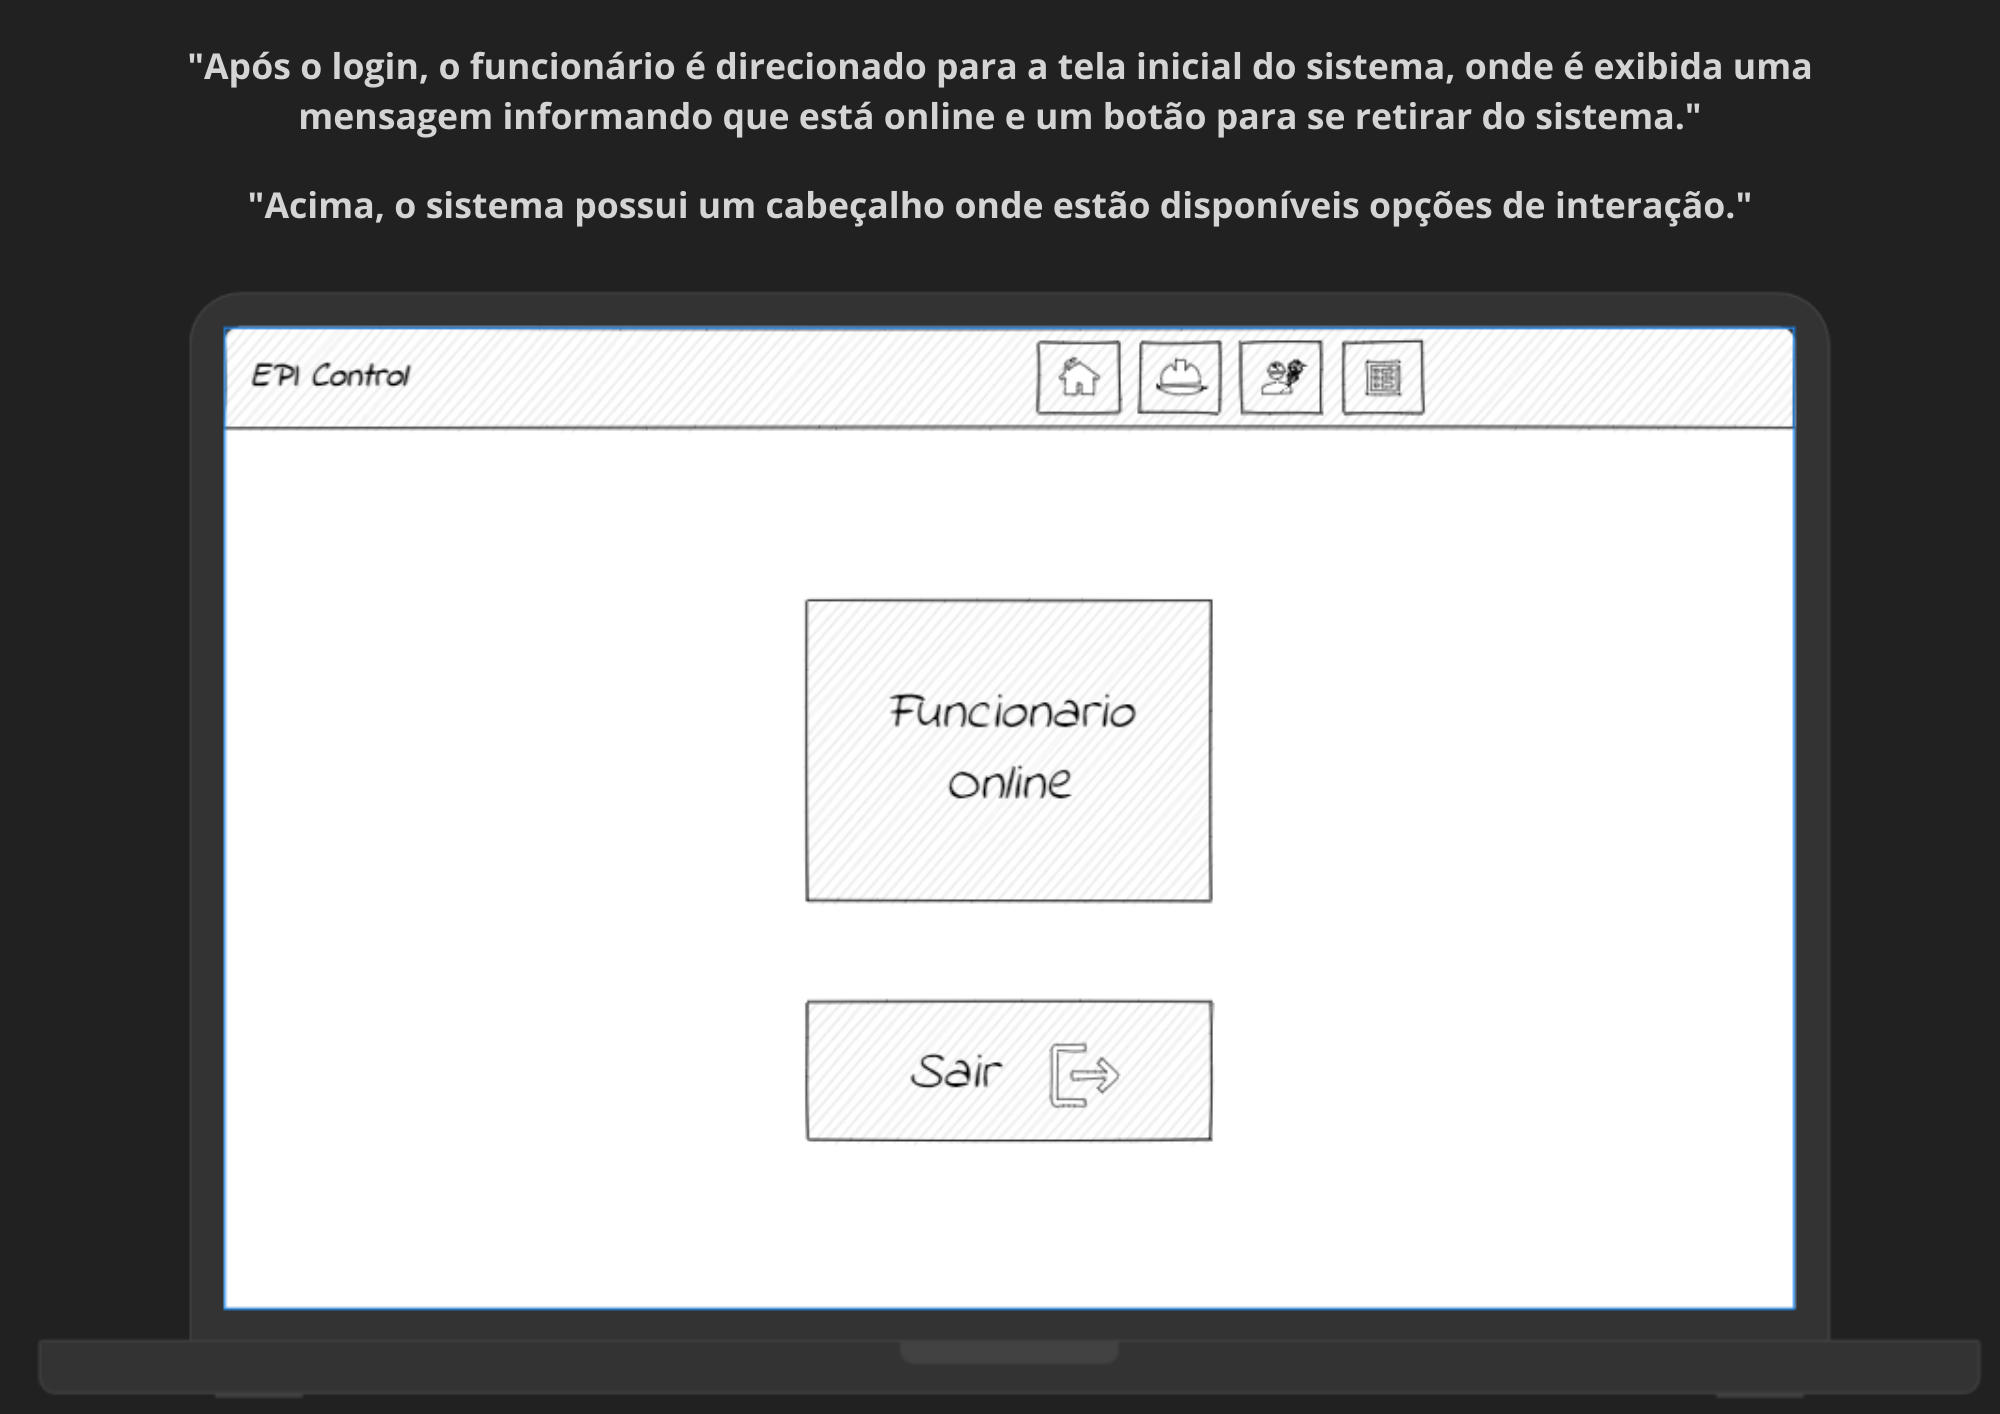 "Após o login, o funcionário é direcionado para a tela inicial do sistema, onde é exibida uma
mensagem informando que está online e um botão para se retirar do sistema."
"Acima, o sistema possui um cabeçalho onde estão disponíveis opções de interação."
EPI Control
Funcionario
Online
Sair